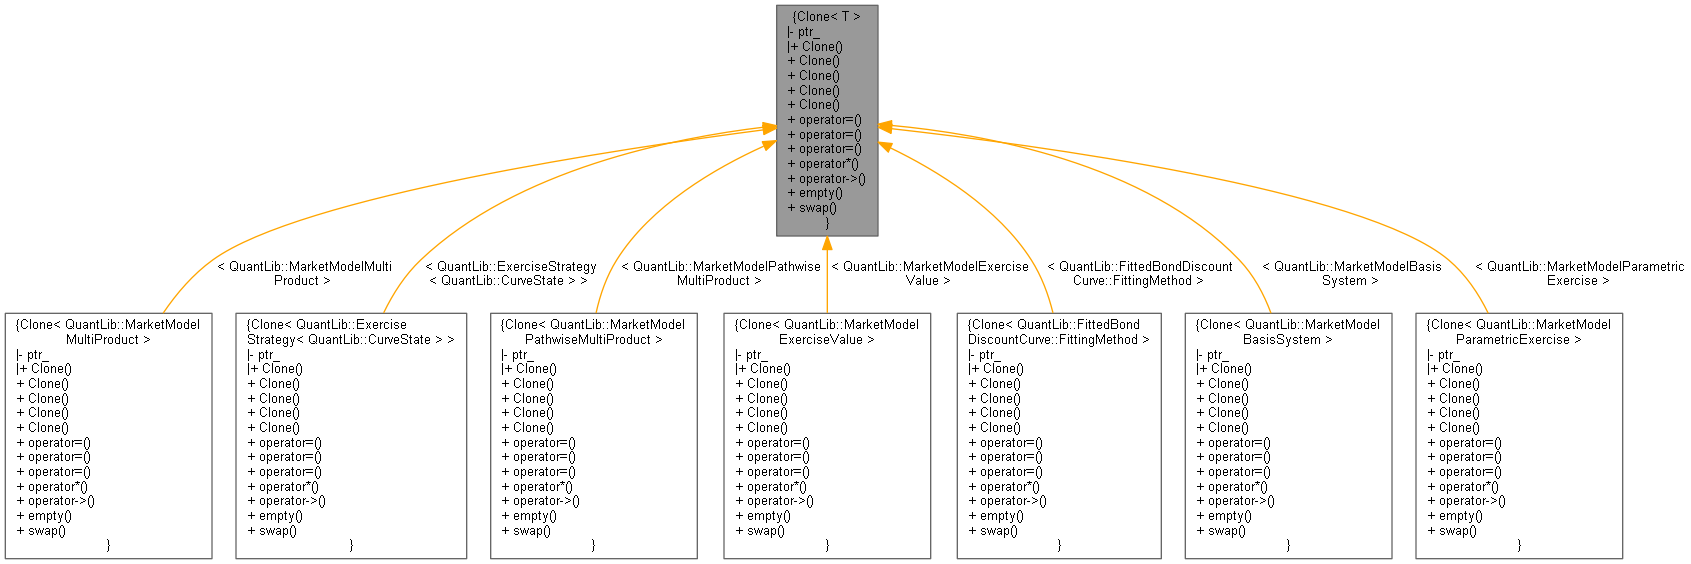 {Clone< T >
|- ptr_
|+ Clone()
+ Clone()
+ Clone()
+ Clone()
+ Clone()
+ operator=()
+ operator=()
+ operator=()
+ operator*()
+ operator->()
+ empty()
+ swap()
}
< QuantLib::MarketModelMulti
Product >
< QuantLib::ExerciseStrategy
< QuantLib::CurveState > >
< QuantLib::MarketModelPathwise
MultiProduct >
< QuantLib::MarketModelExercise
Value >
< QuantLib::FittedBondDiscount
Curve::FittingMethod >
< QuantLib::MarketModelBasis
System >
< QuantLib::MarketModelParametric
Exercise >
{Clone< QuantLib::MarketModel
MultiProduct >
|- ptr_
|+ Clone()
+ Clone()
+ Clone()
+ Clone()
+ Clone()
+ operator=()
+ operator=()
+ operator=()
+ operator*()
+ operator->()
+ empty()
+ swap()
}
{Clone< QuantLib::Exercise
Strategy< QuantLib::CurveState > >
|- ptr_
|+ Clone()
+ Clone()
+ Clone()
+ Clone()
+ Clone()
+ operator=()
+ operator=()
+ operator=()
+ operator*()
+ operator->()
+ empty()
+ swap()
}
{Clone< QuantLib::MarketModel
PathwiseMultiProduct >
|- ptr_
|+ Clone()
+ Clone()
+ Clone()
+ Clone()
+ Clone()
+ operator=()
+ operator=()
+ operator=()
+ operator*()
+ operator->()
+ empty()
+ swap()
}
{Clone< QuantLib::MarketModel
ExerciseValue >
|- ptr_
|+ Clone()
+ Clone()
+ Clone()
+ Clone()
+ Clone()
+ operator=()
+ operator=()
+ operator=()
+ operator*()
+ operator->()
+ empty()
+ swap()
}
{Clone< QuantLib::FittedBond
DiscountCurve::FittingMethod >
|- ptr_
|+ Clone()
+ Clone()
+ Clone()
+ Clone()
+ Clone()
+ operator=()
+ operator=()
+ operator=()
+ operator*()
+ operator->()
+ empty()
+ swap()
}
{Clone< QuantLib::MarketModel
BasisSystem >
|- ptr_
|+ Clone()
+ Clone()
+ Clone()
+ Clone()
+ Clone()
+ operator=()
+ operator=()
+ operator=()
+ operator*()
+ operator->()
+ empty()
+ swap()
}
{Clone< QuantLib::MarketModel
ParametricExercise >
|- ptr_
|+ Clone()
+ Clone()
+ Clone()
+ Clone()
+ Clone()
+ operator=()
+ operator=()
+ operator=()
+ operator*()
+ operator->()
+ empty()
+ swap()
}